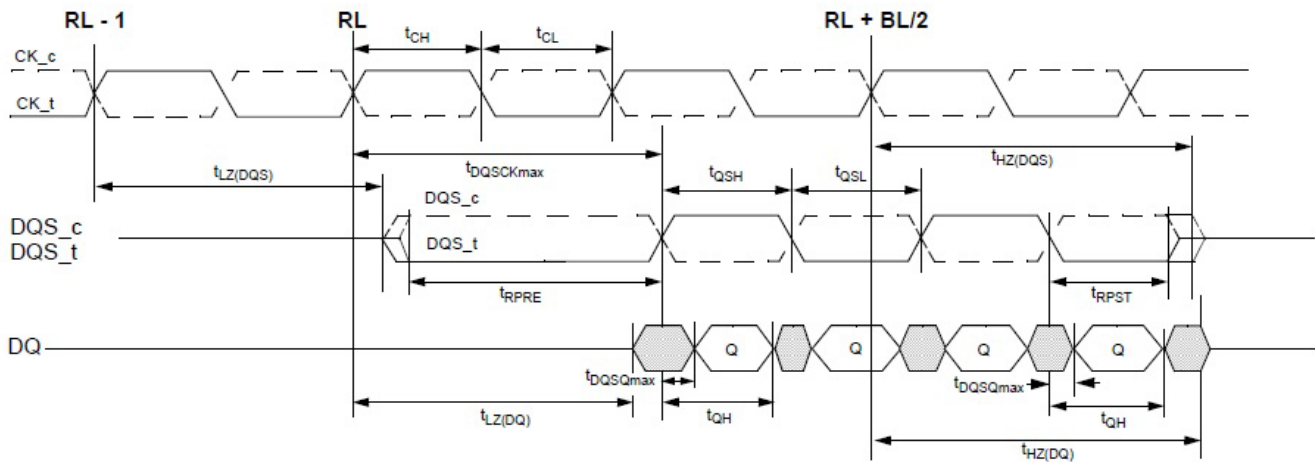 RL - 1 RL RL + BL/2
tCH tCL
CK_c
CK_t
tLZ(DQS) tDQSCKmax tQSH tQSL tHZ(DQS)
DQS_c
DQS_c
DQS_t DQS_t
tRPRE tRPST
DQ Q Q Q Q
tDQSQmax tDQSQmax
tLZ(DQ) tQH tQH
tHZ(DQ)